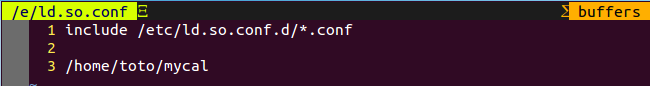 /e/ld.so.conf Ξ Σ buffers
1 include /etc/ld.so.conf.d/*.conf
2
3 /home/toto/mycal
~